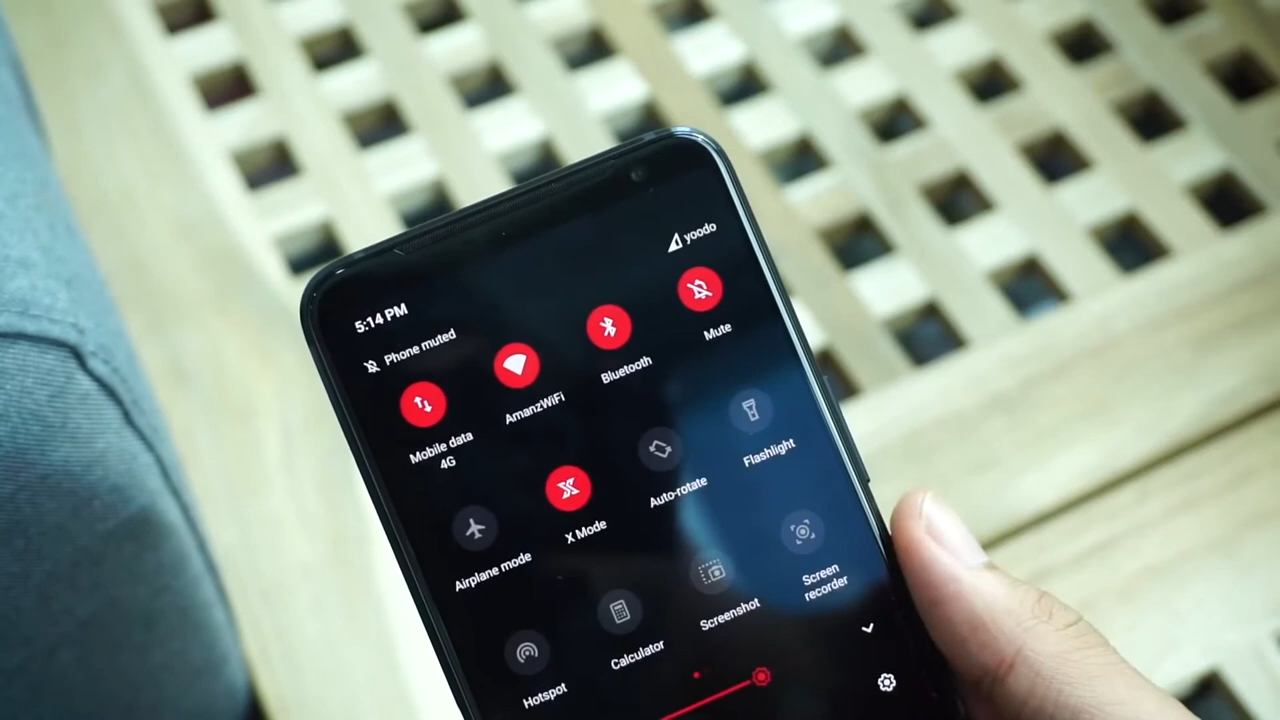 yoodo
5:14 PM
Phone muted
Mobile data
4G
AmanzWiFi
Bluetooth
Mute
Airplane mode
X Mode
Auto-rotate
Flashlight
Hotspot
Calculator
Screenshot
Screen
recorder